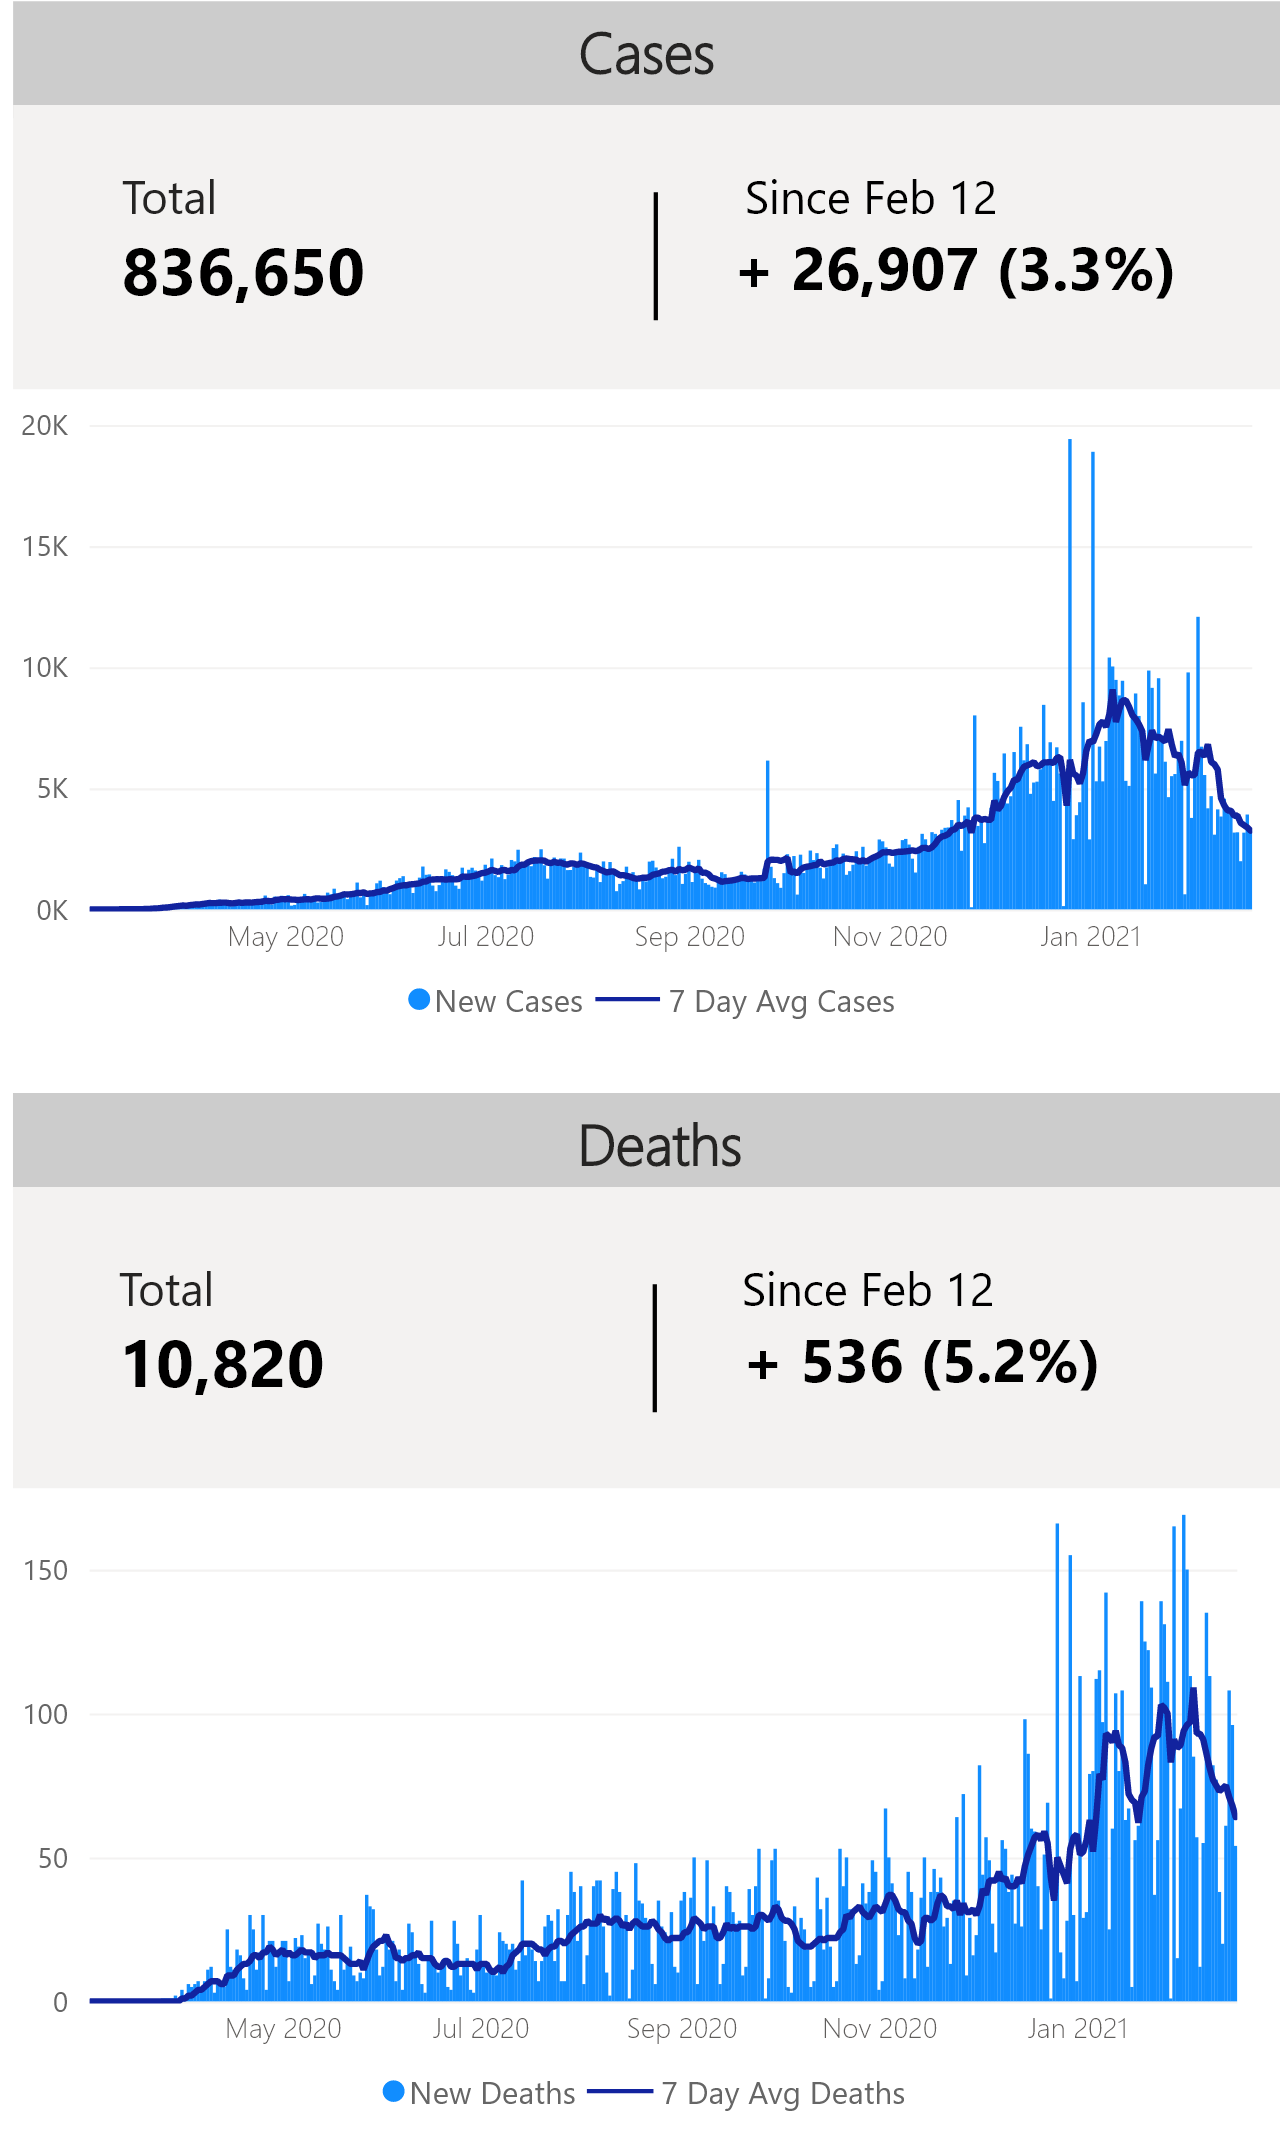 Cases
Total
Since Feb 12
836,650
+ 26,907 (3.3%)
20K
15K
10K
5K
0K
May 2020
Jul 2020
Sep 2020
Nov 2020
Jan 2021
New Cases
7 Day Avg Cases
Deaths
Total
Since Feb 12
10,820
+ 536 (5.2%)
150
100
50
0
May 2020
Jul 2020
Sep 2020
Nov 2020
Jan 2021
New Deaths
7 Day Avg Deaths